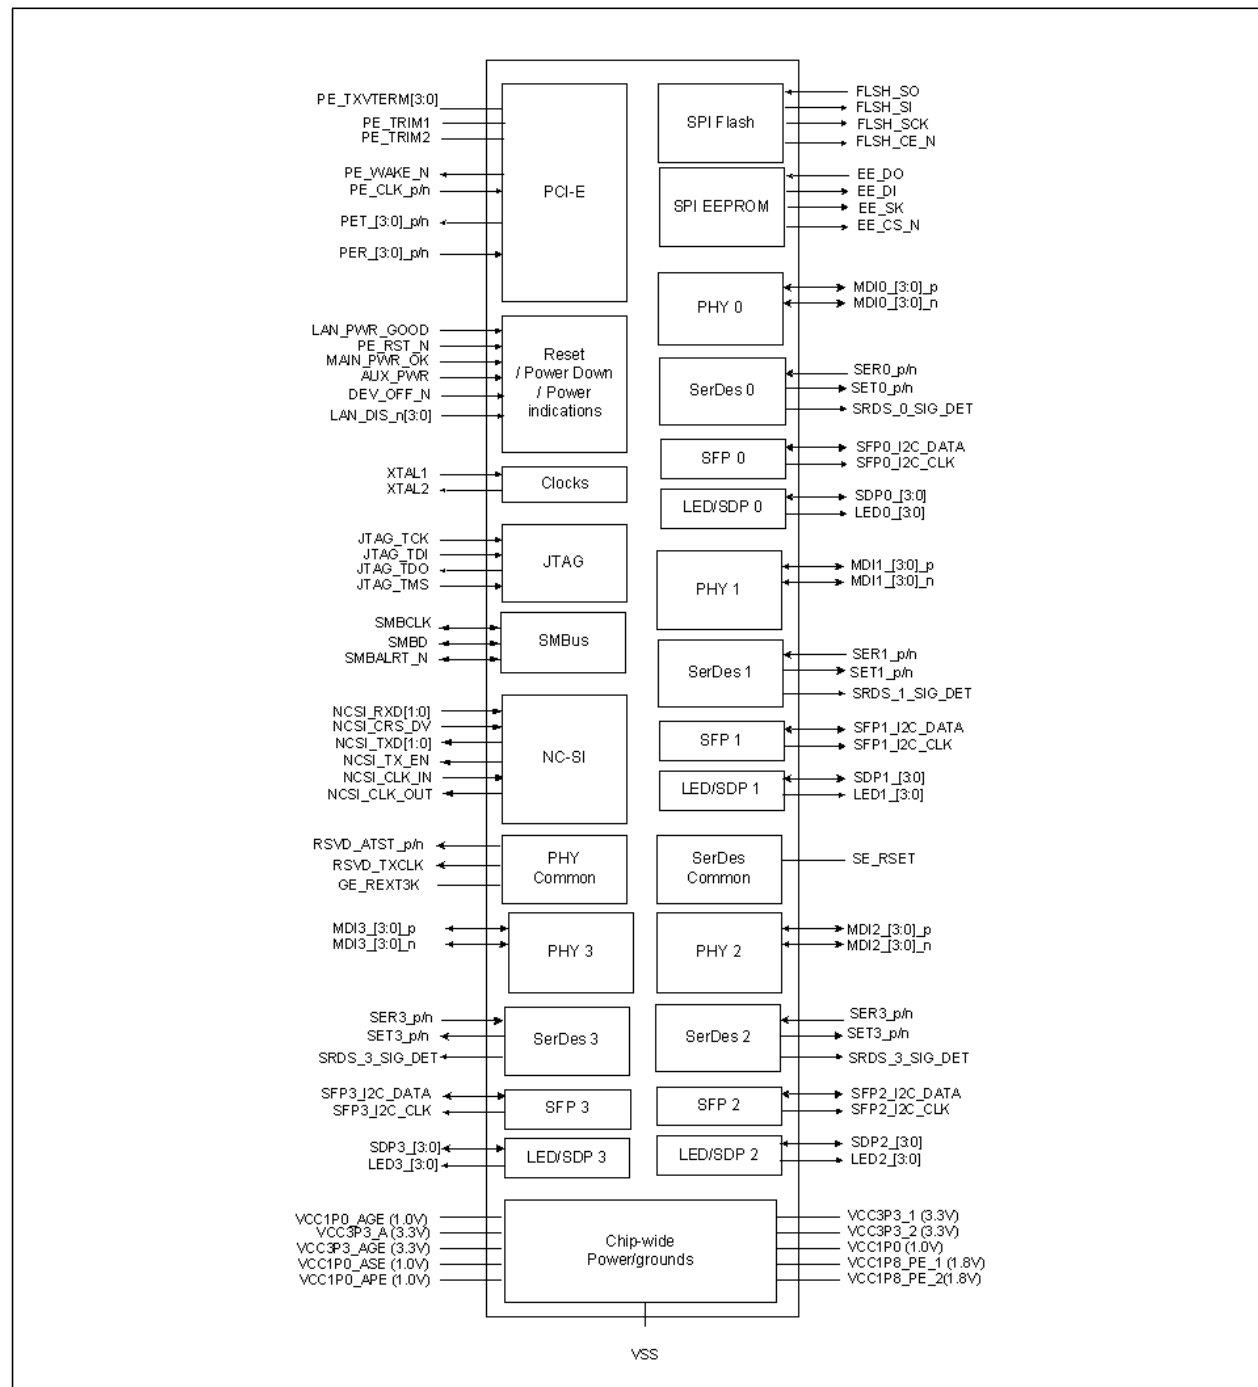 PE_TXVTERM[3:0]
PE_TRIM1
PE_TRIM2
PE_WAKE_N
PE_CLK_p/n
PET_[3:0]_p/n
PER_[3:0]_p/n
PCI-E
LAN_PWR_GOOD
PE_RST_N
MAIN_PWR_OK
AUX_PWR
DEV_OFF_N
LAN_DIS_n[3:0]
Reset
/ Power Down
/ Power
indications
XTAL1
XTAL2
Clocks
JTAG_TCK
JTAG_TDI
JTAG_TDO
JTAG_TMS
JTAG
SMBCLK
SMBD
SMBALRT_N
SMBus
NCSI_RXD[1:0]
NCSI_CRS_DV
NCSI_TXD[1:0]
NCSI_TX_EN
NCSI_CLK_IN
NCSI_CLK_OUT
NC-SI
RSVD_ATST_p/n
RSVD_TXCLK
GE_REXT3K
PHY
Common
MDI3_[3:0]_p
MDI3_[3:0]_n
PHY 3
SER3_p/n
SET3_p/n
SRDS_3_SIG_DET
SerDes 3
SFP3_I2C_DATA
SFP3_I2C_CLK
SFP 3
SDP3_[3:0]
LED3_[3:0]
LED/SDP 3
SPI Flash
FLSH_SO
FLSH_SI
FLSH_SCK
FLSH_CE_N
SPI EEPROM
EE_DO
EE_DI
EE_SK
EE_CS_N
PHY 0
MDI0_[3:0]_p
MDI0_[3:0]_n
SerDes 0
SER0_p/n
SET0_p/n
SRDS_0_SIG_DET
SFP 0
SFP0_I2C_DATA
SFP0_I2C_CLK
LED/SDP 0
SDP0_[3:0]
LED0_[3:0]
PHY 1
MDI1_[3:0]_p
MDI1_[3:0]_n
SerDes 1
SER1_p/n
SET1_p/n
SRDS_1_SIG_DET
SFP 1
SFP1_I2C_DATA
SFP1_I2C_CLK
LED/SDP 1
SDP1_[3:0]
LED1_[3:0]
SerDes
Common
SE_RSET
PHY 2
MDI2_[3:0]_p
MDI2_[3:0]_n
SerDes 2
SER3_p/n
SET3_p/n
SRDS_3_SIG_DET
SFP 2
SFP2_I2C_DATA
SFP2_I2C_CLK
LED/SDP 2
SDP2_[3:0]
LED2_[3:0]
VCC1P0_AGE (1.0V)
VCC3P3_A (3.3V)
VCC3P3_AGE (3.3V)
VCC1P0_ASE (1.0V)
VCC1P0_APE (1.0V)
Chip-wide
Power/grounds
VCC3P3_1 (3.3V)
VCC3P3_2 (3.3V)
VCC1P0 (1.0V)
VCC1P8_PE_1 (1.8V)
VCC1P8_PE_2(1.8V)
VSS